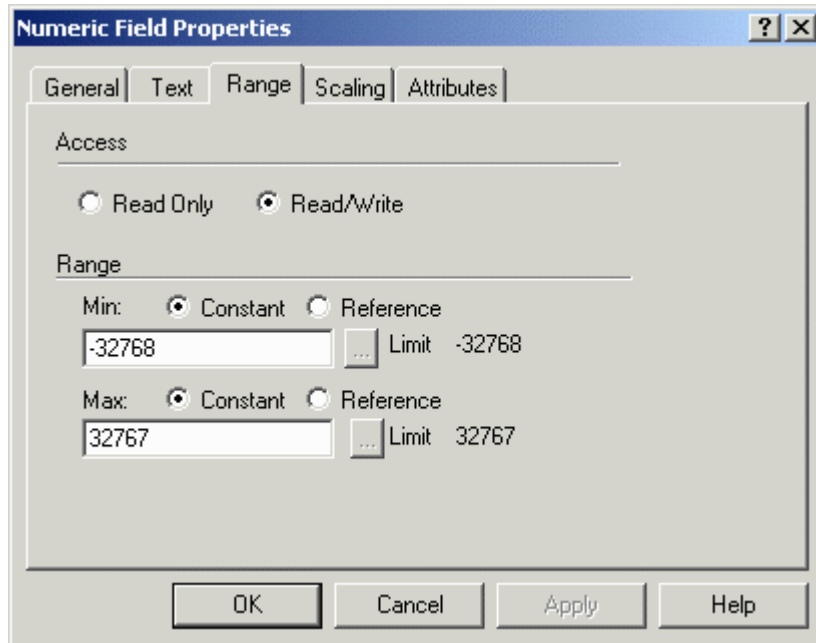 Numeric Field Properties
General Text Range Scaling Attributes
Access
Read Only Read/Write
Range
Min: Constant Reference
-32768 ... Limit -32768
Max: Constant Reference
32767 ... Limit 32767
OK Cancel Apply Help